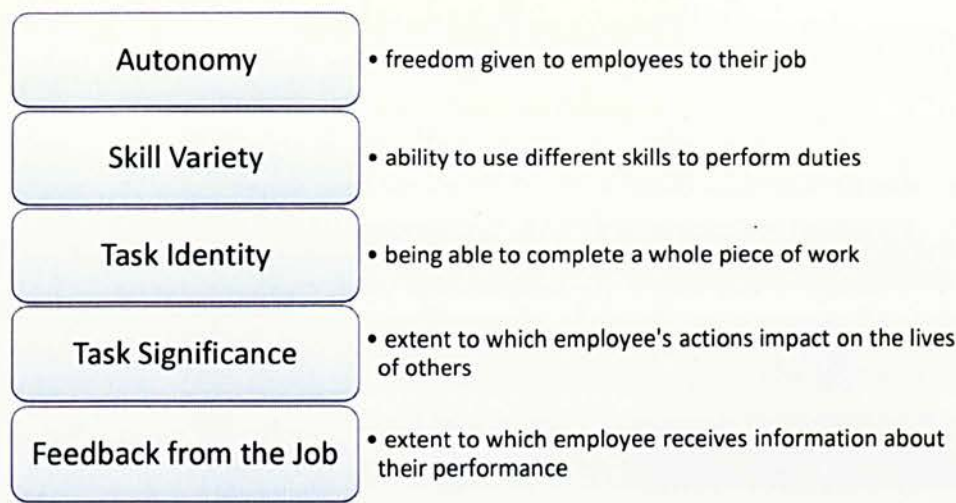 Autonomy
• freedom given to employees to their job
Skill Variety
• ability to use different skills to perform duties
Task Identity
• being able to complete a whole piece of work
Task Significance
• extent to which employee's actions impact on the lives
of others
Feedback from the Job
• extent to which employee receives information about
their performance